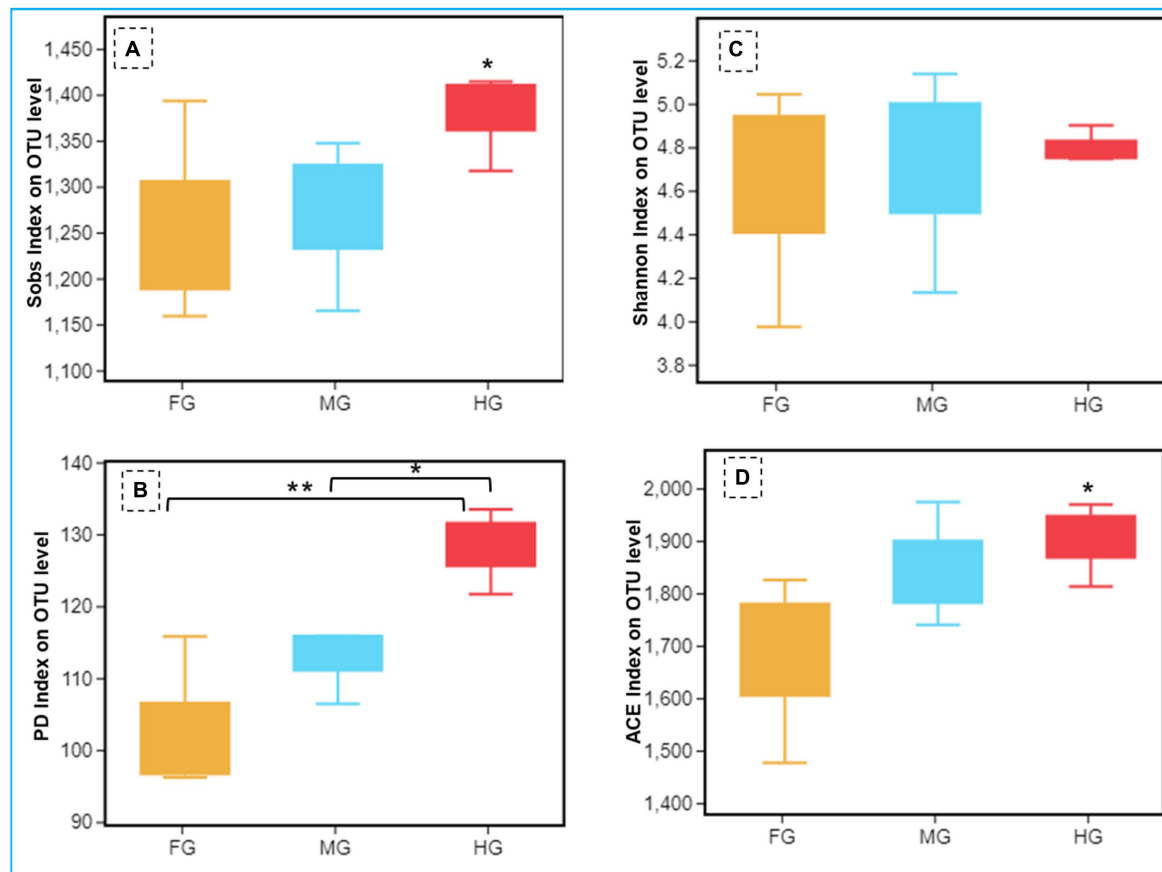 A
Sobs Index on OTU level
1,450
1,400
1,350
1,300
1,250
1,200
1,150
1,100
*
FG MG HG
C
Shannon Index on OTU level
5.2
5.0
4.8
4.6
4.4
4.2
4.0
3.8
FG MG HG
B
PD Index on OTU level
140
130
120
110
100
90
**
*
FG MG HG
D
ACE Index on OTU level
2,000
1,900
1,800
1,700
1,600
1,500
1,400
*
FG MG HG